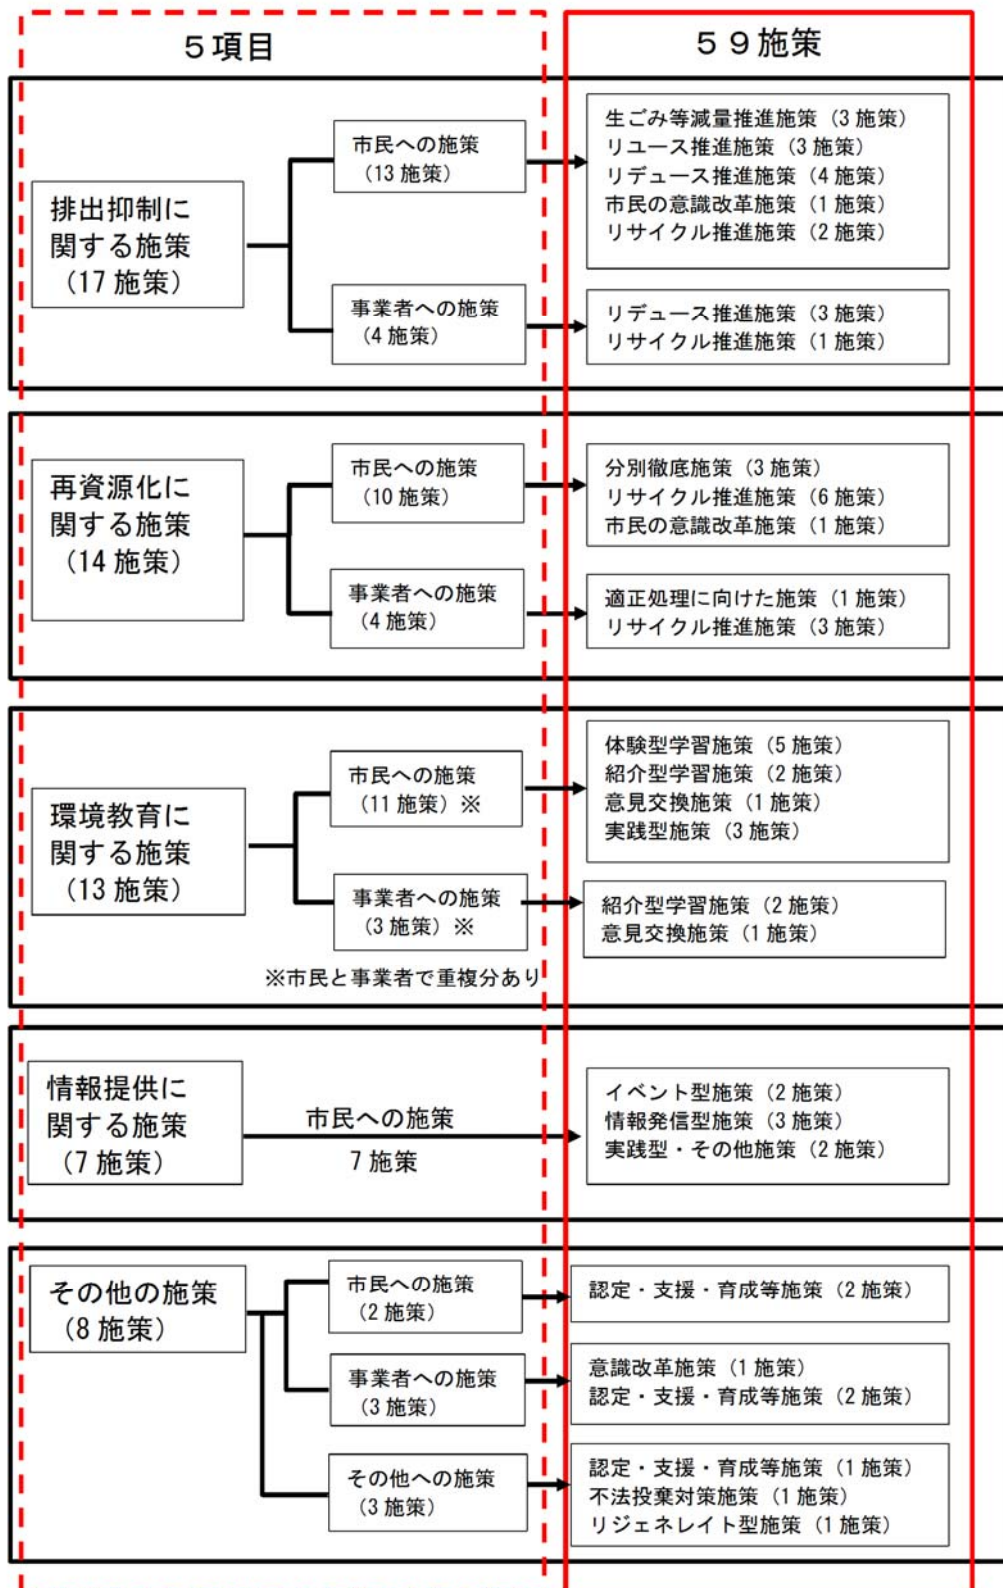 5項目
59施策
排出抑制に
関する施策
(17 施策)
市民への施策
(13 施策)
生ごみ等減量推進施策 (3 施策)
リユース推進施策 (3 施策)
リデュース推進施策 (4 施策)
市民の意識改革施策 (1 施策)
リサイクル推進施策 (2 施策)
事業者への施策
(4 施策)
リデュース推進施策 (3 施策)
リサイクル推進施策 (1 施策)
再資源化に
関する施策
(14 施策)
市民への施策
(10 施策)
分別徹底施策 (3 施策)
リサイクル推進施策 (6 施策)
市民の意識改革施策 (1 施策)
事業者への施策
(4 施策)
適正処理に向けた施策 (1 施策)
リサイクル推進施策 (3 施策)
環境教育に
関する施策
(13 施策)
市民への施策
(11 施策) ※
体験型学習施策 (5 施策)
紹介型学習施策 (2 施策)
意見交換施策 (1 施策)
実践型施策 (3 施策)
事業者への施策
(3 施策) ※
紹介型学習施策 (2 施策)
意見交換施策 (1 施策)
※市民と事業者で重複分あり
情報提供に
関する施策
(7 施策)
市民への施策
7 施策
イベント型施策 (2 施策)
情報発信型施策 (3 施策)
実践型・その他施策 (2 施策)
その他の施策
(8 施策)
市民への施策
(2 施策)
認定・支援・育成等施策 (2 施策)
事業者への施策
(3 施策)
意識改革施策 (1 施策)
認定・支援・育成等施策 (2 施策)
その他への施策
(3 施策)
認定・支援・育成等施策 (1 施策)
不法投棄対策施策 (1 施策)
リジェネレイト型施策 (1 施策)